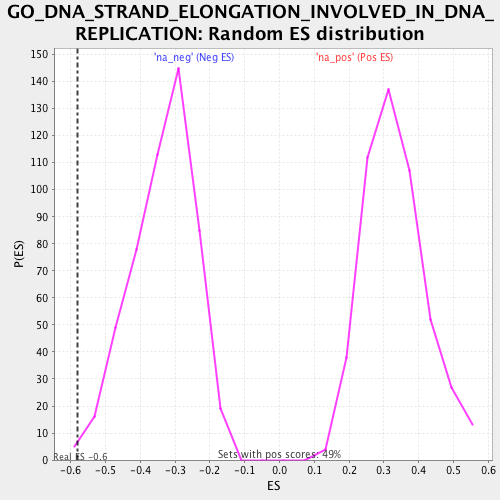 GO_DNA_STRAND_ELONGATION_INVOLVED_IN_DNA_
REPLICATION: Random ES distribution
'na_neg' (Neg ES) 'na_pos' (Pos ES)
150
140
130
120
110
100
90
80
70
60
50
40
30
20
10
0
P(ES)
Real ES -0.6
Sets with pos scores: 49%
-0.6 -0.5 -0.4 -0.3 -0.2 -0.1 0.0 0.1 0.2 0.3 0.4 0.5 0.6
ES